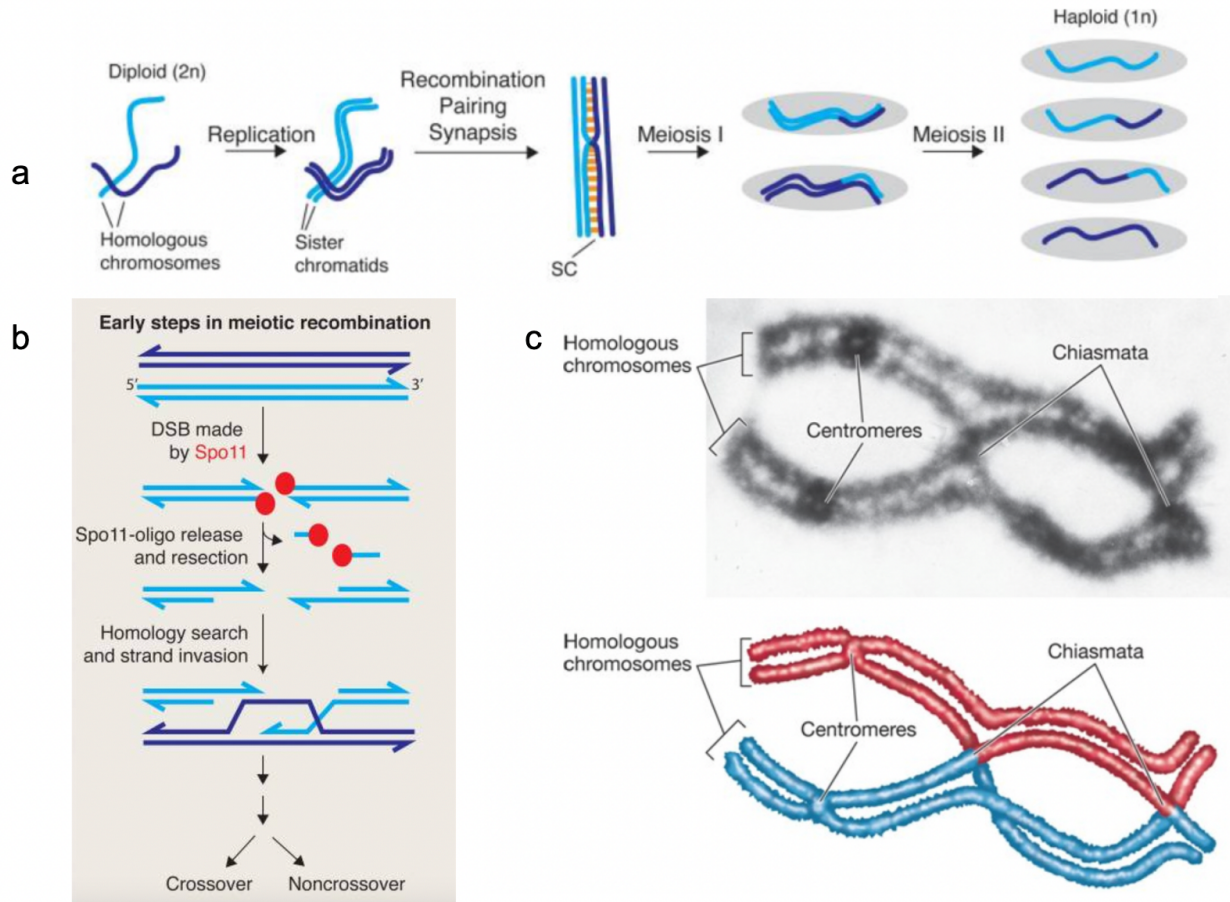 a
Diploid (2n)
Homologous
chromosomes
Replication
Sister
chromatids
Recombination
Pairing
Synapsis
SC
Meiosis I
Meiosis II
Haploid (1n)
b
Early steps in meiotic recombination
5′
3′
DSB made
by Spo11
Spo11-oligo release
and resection
Homology search
and strand invasion
Crossover
Noncrossover
c
Homologous
chromosomes
Centromeres
Chiasmata
Homologous
chromosomes
Centromeres
Chiasmata